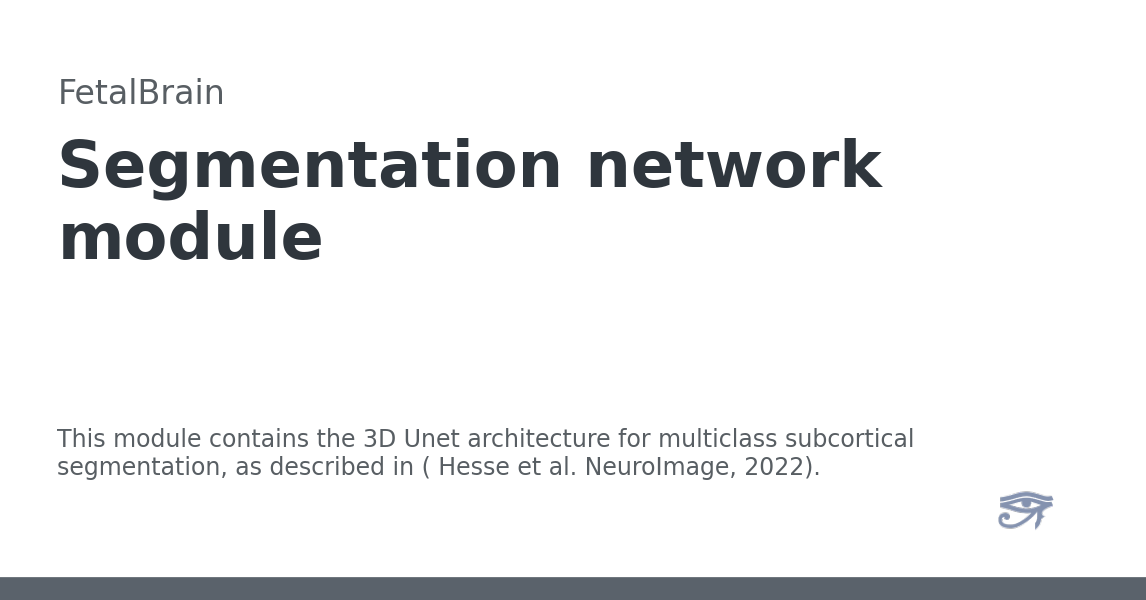 FetalBrain
Segmentation network
module
This module contains the 3D Unet architecture for multiclass subcortical
segmentation, as described in ( Hesse et al. NeuroImage, 2022).